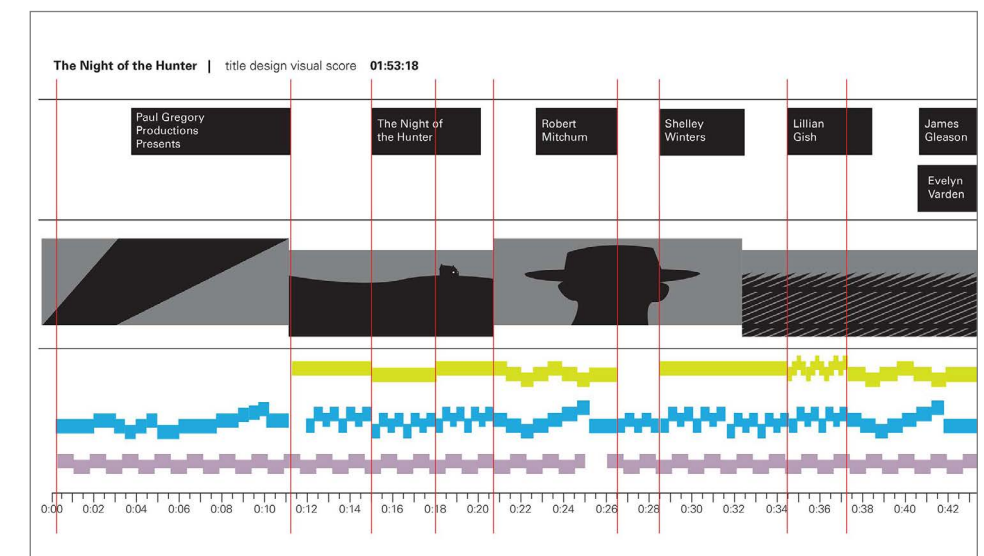 The Night of the Hunter | title design visual score 01:53:18
Paul Gregory
Productions
Presents
The Night of
the Hunter
Robert
Mitchum
Shelley
Winters
Lillian
Gish
James
Gleason
Evelyn
Varden
0:00 0:02 0:04 0:06 0:08 0:10 0:12 0:14 0:16 0:18 0:20 0:22 0:24 0:26 0:28 0:30 0:32 0:34 0:36 0:38 0:40 0:42